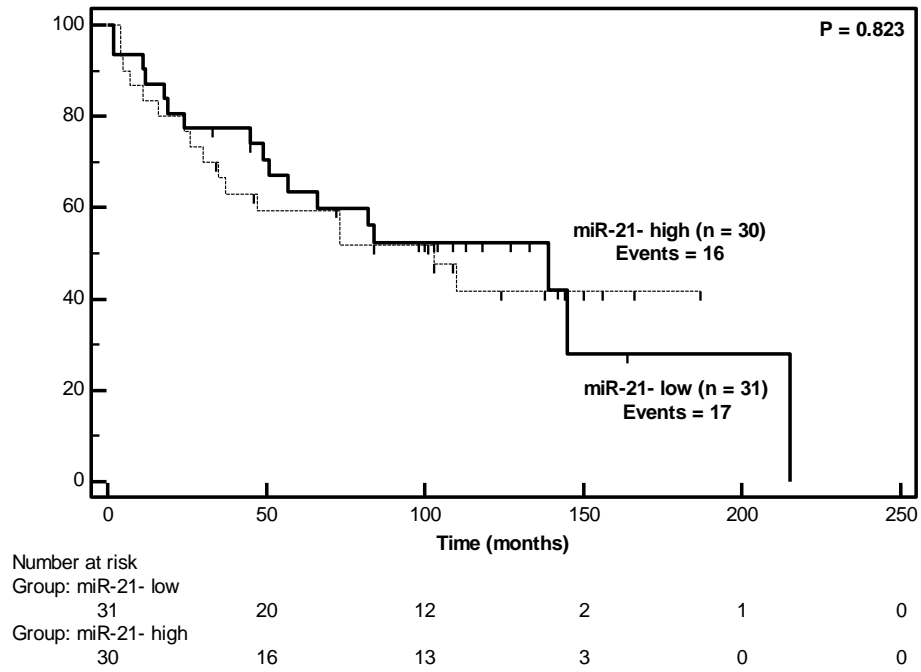 100
80
60
40
20
0
P = 0.823
miR-21- high (n = 30)
Events = 16
miR-21- low (n = 31)
Events = 17
0 50 100 150 200 250
Time (months)
Number at risk
Group: miR-21- low
31 20 12 2 1 0
Group: miR-21- high
30 16 13 3 0 0